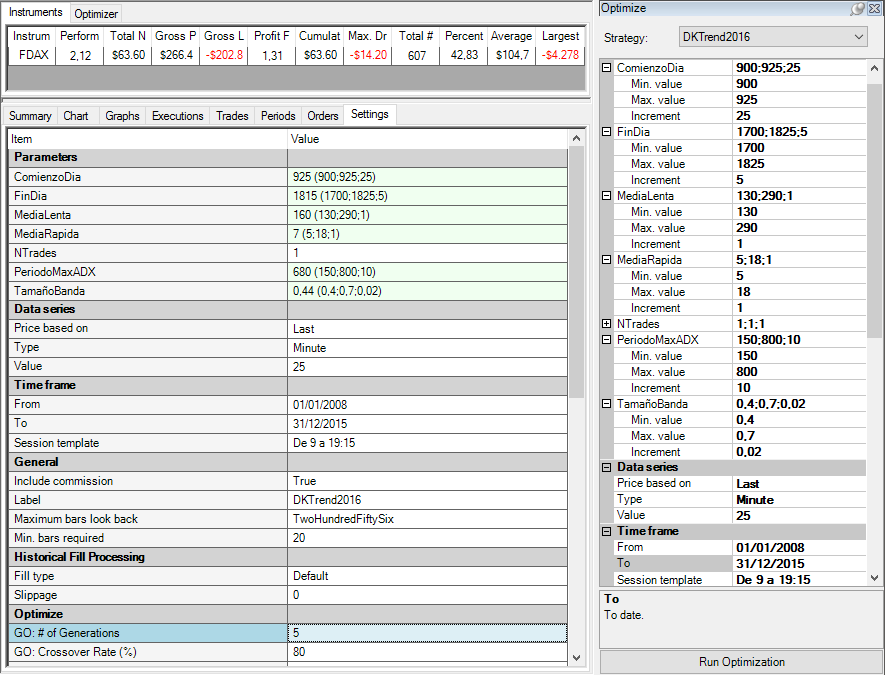 Instruments Optimizer
Instrum Perform Total N Gross P Gross L Profit F Cumulat Max. Dr Total # Percent Average Largest
FDAX 2,12 $63.60 $266.4 -$202.8 1,31 $63.60 -$14.20 607 42,83 $104,7 -$4.278
Summary Chart Graphs Executions Trades Periods Orders Settings
Item Value
Parameters
ComienzoDia 925 (900;925;25)
FinDia 1815 (1700;1825;5)
MediaLenta 160 (130;290;1)
MediaRapida 7 (5;18;1)
NTrades 1
PeriodoMaxADX 680 (150;800;10)
TamañoBanda 0,44 (0,4;0,7;0,02)
Data series
Price based on Last
Type Minute
Value 25
Time frame
From 01/01/2008
To 31/12/2015
Session template De 9 a 19:15
General
Include commission True
Label DKTrend2016
Maximum bars look back TwoHundredFiftySix
Min. bars required 20
Historical Fill Processing
Fill type Default
Slippage 0
Optimize
GO: # of Generations 5
GO: Crossover Rate (%) 80
Optimize
Strategy: DKTrend2016
ComienzoDia 900;925;25
Min. value 900
Max. value 925
Increment 25
FinDia 1700;1825;5
Min. value 1700
Max. value 1825
Increment 5
MediaLenta 130;290;1
Min. value 130
Max. value 290
Increment 1
MediaRapida 5;18;1
Min. value 5
Max. value 18
Increment 1
NTrades 1;1;1
PeriodoMaxADX 150;800;10
Min. value 150
Max. value 800
Increment 10
TamañoBanda 0,4;0,7;0,02
Min. value 0,4
Max. value 0,7
Increment 0,02
Data series
Price based on Last
Type Minute
Value 25
Time frame
From 01/01/2008
To 31/12/2015
Session template De 9 a 19:15
To
To date.
Run Optimization